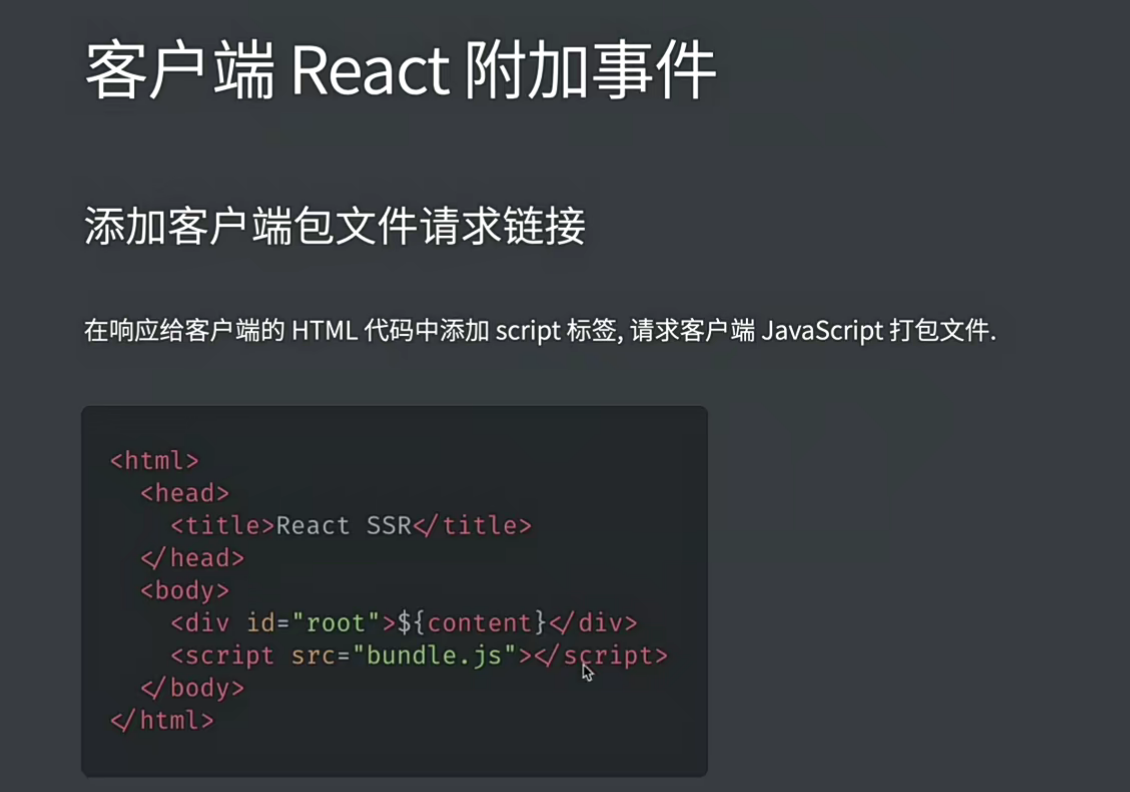 客户端 React 附加事件
添加客户端包文件请求链接
在响应给客户端的 HTML 代码中添加 script 标签, 请求客户端 JavaScript 打包文件.
<html>
  <head>
    <title>React SSR</title>
  </head>
  <body>
    <div id="root">${content}</div>
    <script src="bundle.js"></script>
  </body>
</html>